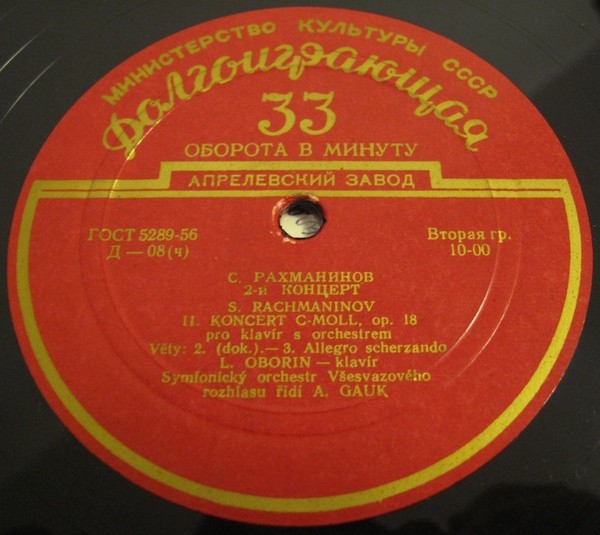 МИНИСТЕРСТВО КУЛЬТУРЫ СССР
Долгоиграющая
33
ОБОРОТА В МИНУТУ
АПРЕЛЕВСКИЙ ЗАВОД
ГОСТ 5289-56
Д — 08 (ч)
Вторая гр.
10-00
С. РАХМАНИНОВ
2-й КОНЦЕРТ
S. RACHMANINOV
II. KONCERT C-MOLL, op. 18
pro klavír s orchestrem
Věty: 2. (dok.).— 3. Allegro scherzando
L. OBORIN — klavír
Symfonický orchestr Všesvazového
rozhlasu řídí A. GAUK